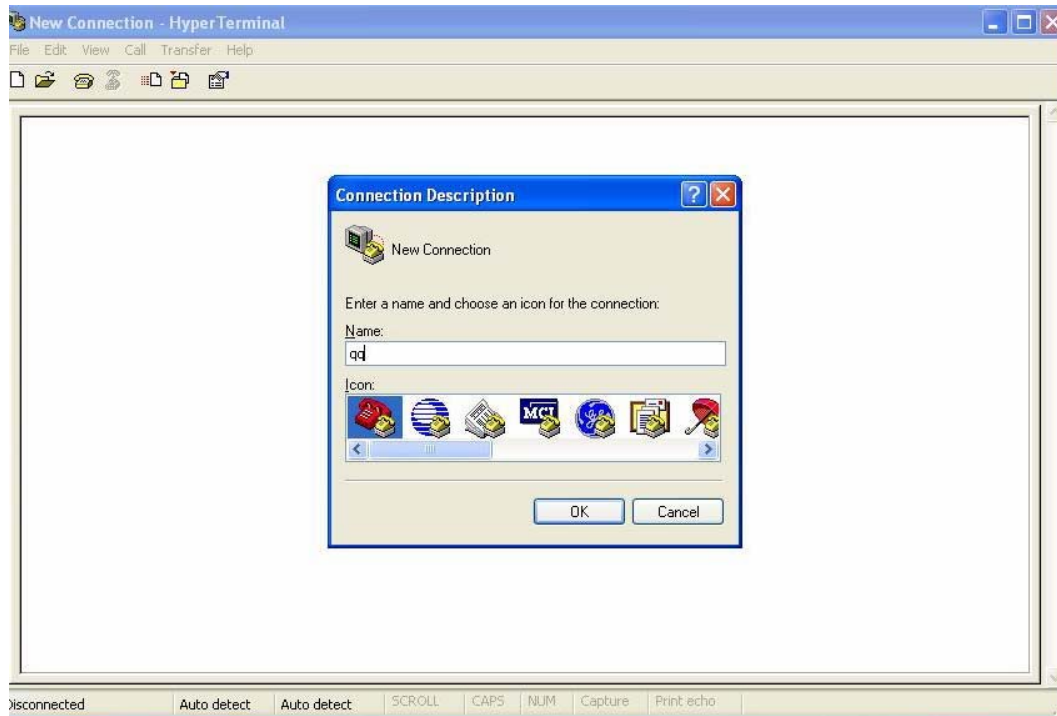 New Connection - HyperTerminal
File Edit View Call Transfer Help
Connection Description
New Connection
Enter a name and choose an icon for the connection:
Name:
qq
Icon:
MCI
OK Cancel
Disconnected Auto detect Auto detect SCROLL CAPS NUM Capture Print echo